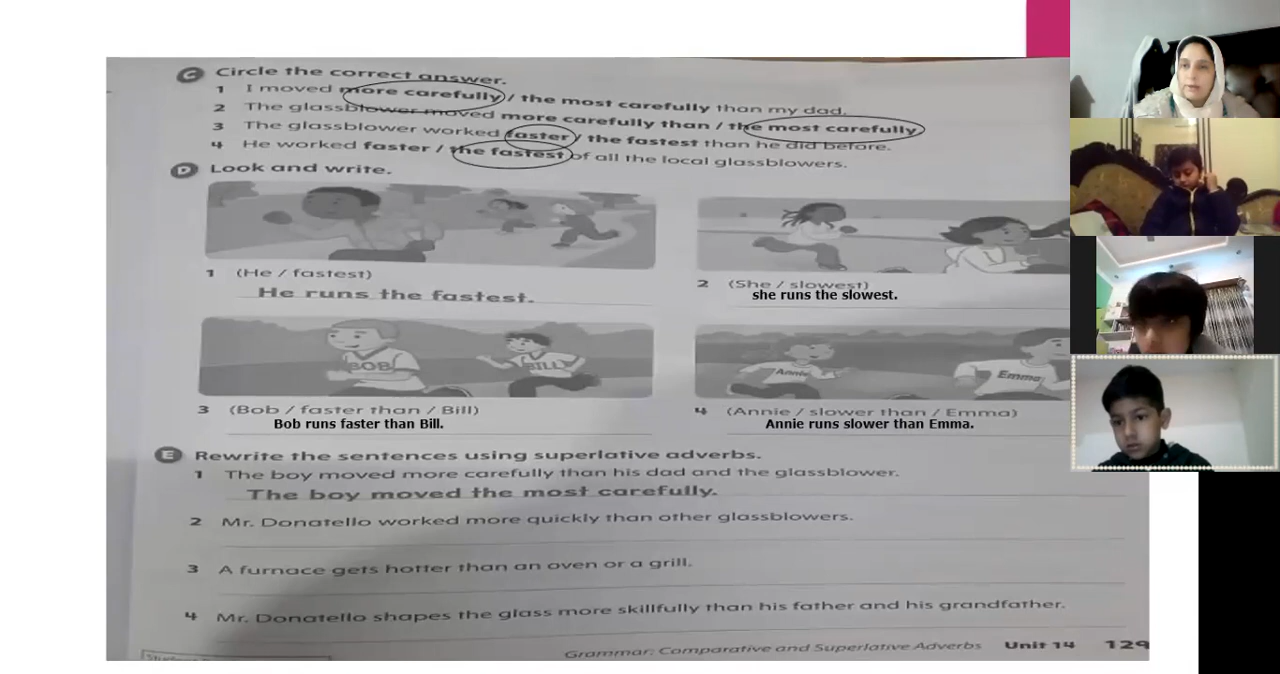 C Circle the correct answer.
1 I moved more carefully / the most carefully than my dad.
2 The glassblower moved more carefully than / the most carefully
3 The glassblower worked faster / the fastest than he did before.
4 He worked faster / the fastest of all the local glassblowers.
D Look and write.
1 (He / fastest)
He runs the fastest.
2 (She / slowest)
she runs the slowest.
BOB
BILL
3 (Bob / faster than / Bill)
Bob runs faster than Bill.
Annie
Emma
4 (Annie / slower than / Emma)
Annie runs slower than Emma.
E Rewrite the sentences using superlative adverbs.
1 The boy moved more carefully than his dad and the glassblower.
The boy moved the most carefully.
2 Mr. Donatello worked more quickly than other glassblowers.
3 A furnace gets hotter than an oven or a grill.
4 Mr. Donatello shapes the glass more skillfully than his father and his grandfather.
Grammar: Comparative and Superlative Adverbs Unit 14 129